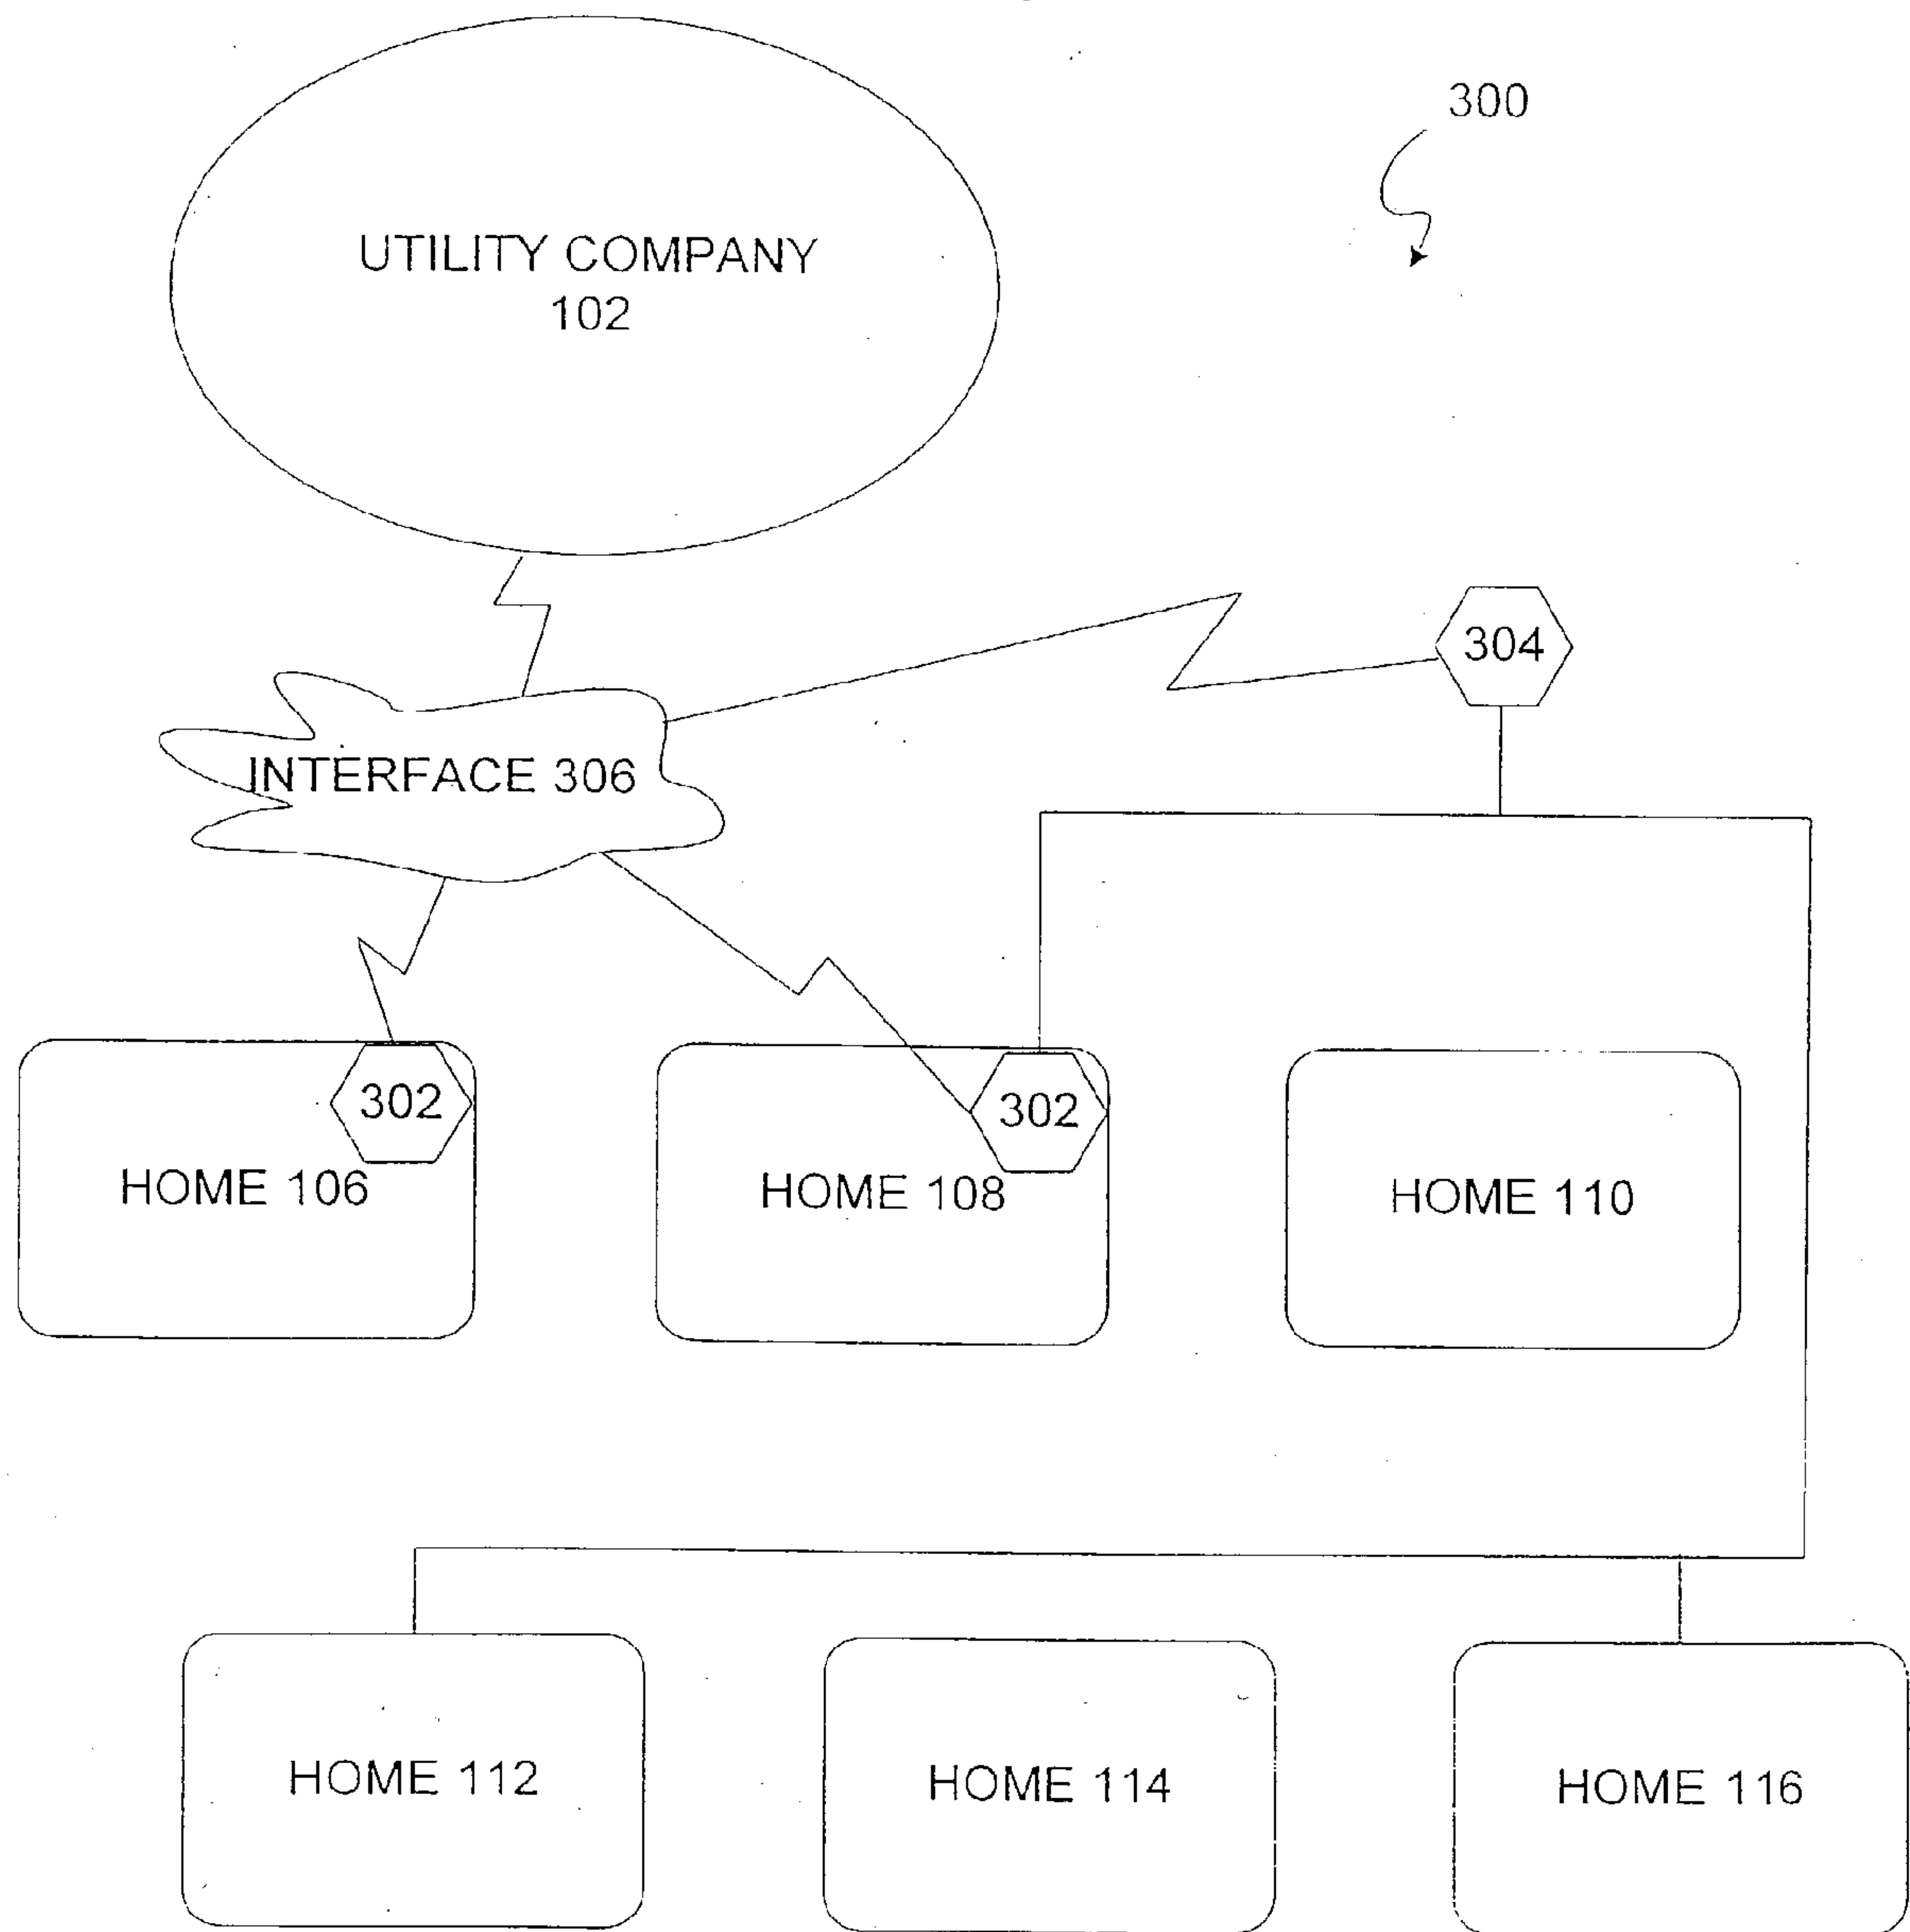 300
UTILITY COMPANY
102
304
INTERFACE 306
302
302
HOME 106
HOME 108
HOME 110
HOME 112
HOME 114
HOME 116